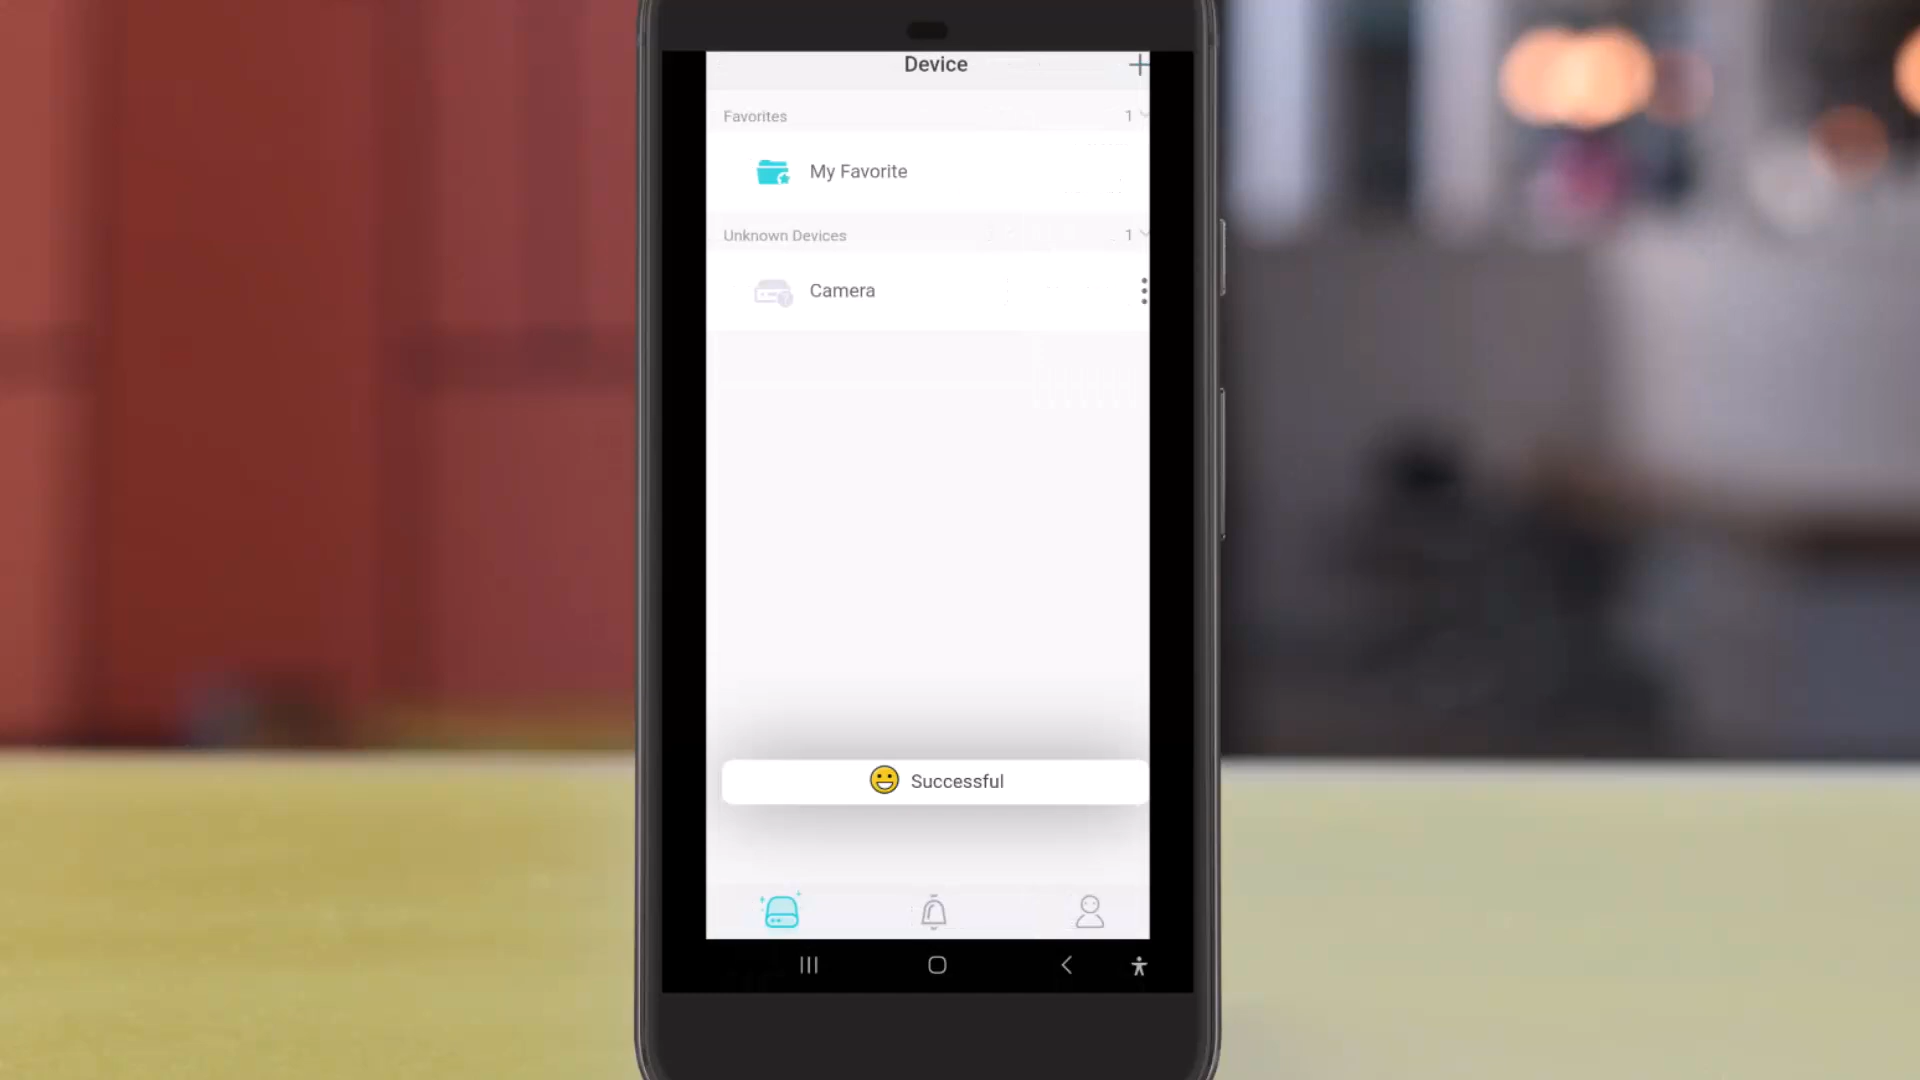 Device
Favorites 1
My Favorite
Unknown Devices 1
Camera
Successful